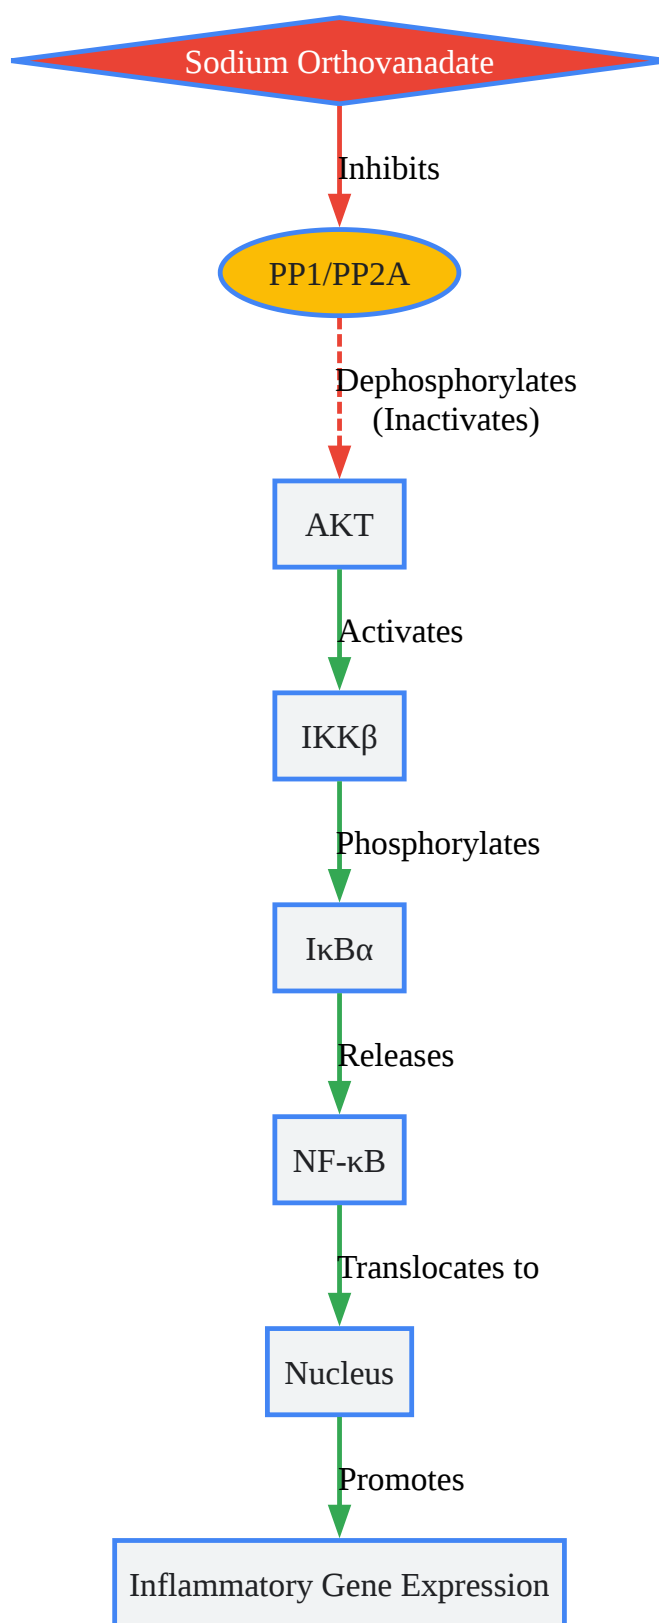 Sodium Orthovanadate
Inhibits
PP1/PP2A
Dephosphorylates
(Inactivates)
AKT
Activates
IKKβ
Phosphorylates
IκBα
Releases
NF-κB
Translocates to
Nucleus
Promotes
Inflammatory Gene Expression